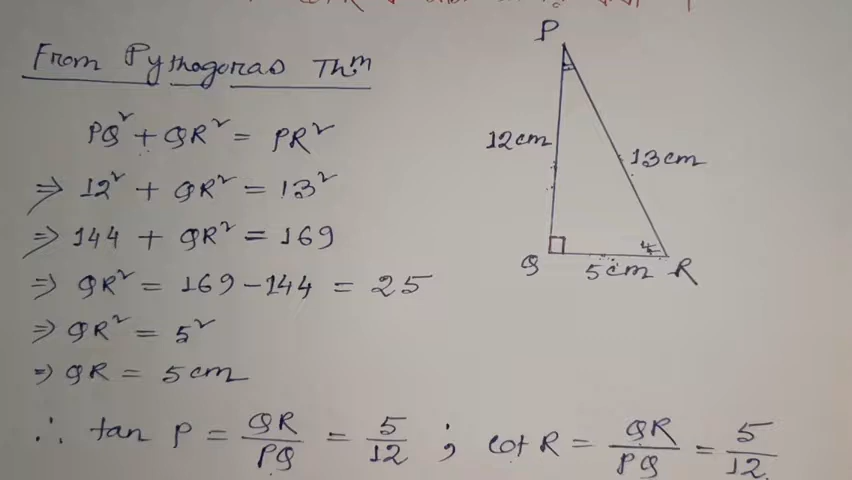 From Pythagoras Thm
PQ² + QR² = PR²
⇒ 12² + QR² = 13²
⇒ 144 + QR² = 169
⇒ QR² = 169 - 144 = 25
⇒ QR² = 5²
⇒ QR = 5cm
∴ tan P = QR/PQ = 5/12 ; cot R = QR/PQ = 5/12
P
12cm
13cm
Q
5cm
R